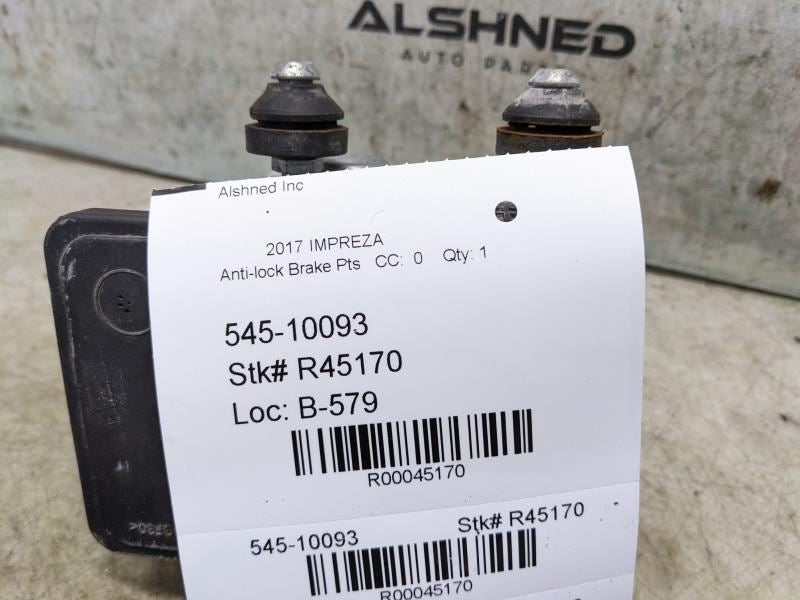 ALSHNED
AUTO PARTS
Alshned Inc
2017 IMPREZA
Anti-lock Brake Pts CC: 0 Qty: 1
545-10093
Stk# R45170
Loc: B-579
R00045170
545-10093 Stk# R45170
R00045170